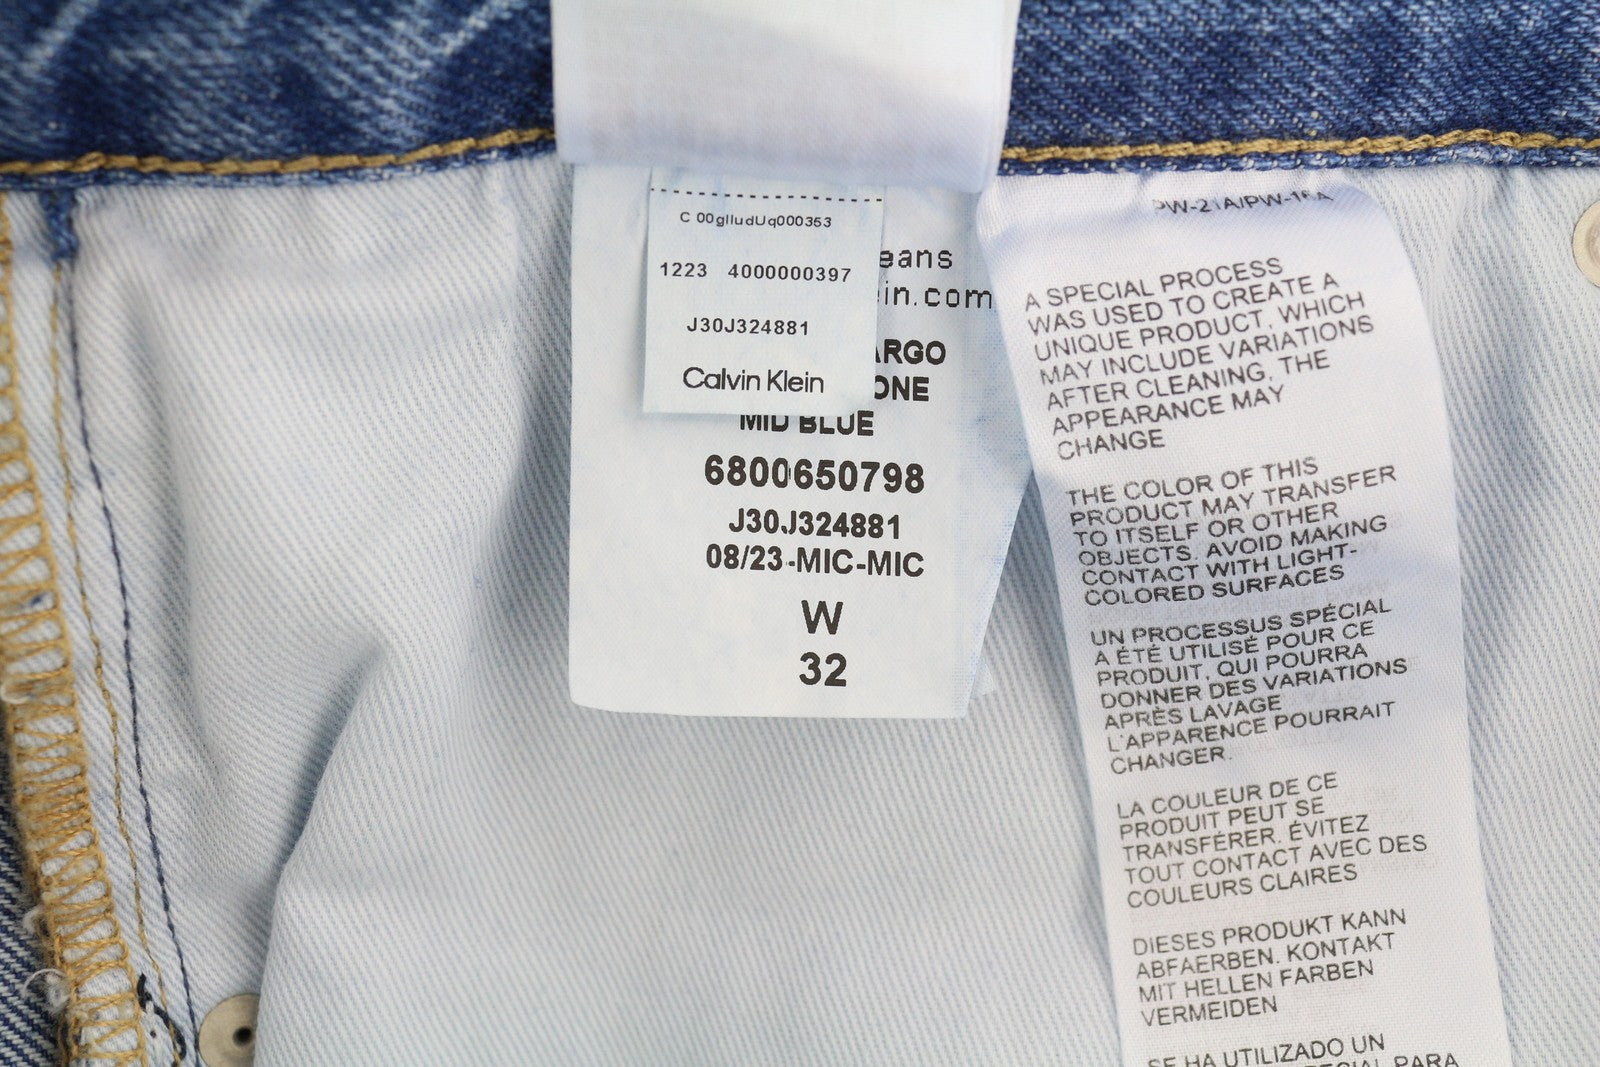 C 00glludUq000353
1223 4000000397
J30J324881
Calvin Klein
MID BLUE
6800650798
J30J324881
08/23-MIC-MIC
W
32
A SPECIAL PROCESS
WAS USED TO CREATE A
UNIQUE PRODUCT, WHICH
MAY INCLUDE VARIATIONS
AFTER CLEANING, THE
APPEARANCE MAY
CHANGE
THE COLOR OF THIS
PRODUCT MAY TRANSFER
TO ITSELF OR OTHER
OBJECTS. AVOID MAKING
CONTACT WITH LIGHT-
COLORED SURFACES
UN PROCESSUS SPÉCIAL
A ÉTÉ UTILISÉ POUR CE
PRODUIT, QUI POURRA
DONNER DES VARIATIONS
APRÈS LAVAGE
L'APPARENCE POURRAIT
CHANGER.
LA COULEUR DE CE
PRODUIT PEUT SE
TRANSFÉRER. ÉVITEZ
TOUT CONTACT AVEC DES
COULEURS CLAIRES
DIESES PRODUKT KANN
ABFAERBEN. KONTAKT
MIT HELLEN FARBEN
VERMEIDEN
SE HA UTILIZADO UN
PARA